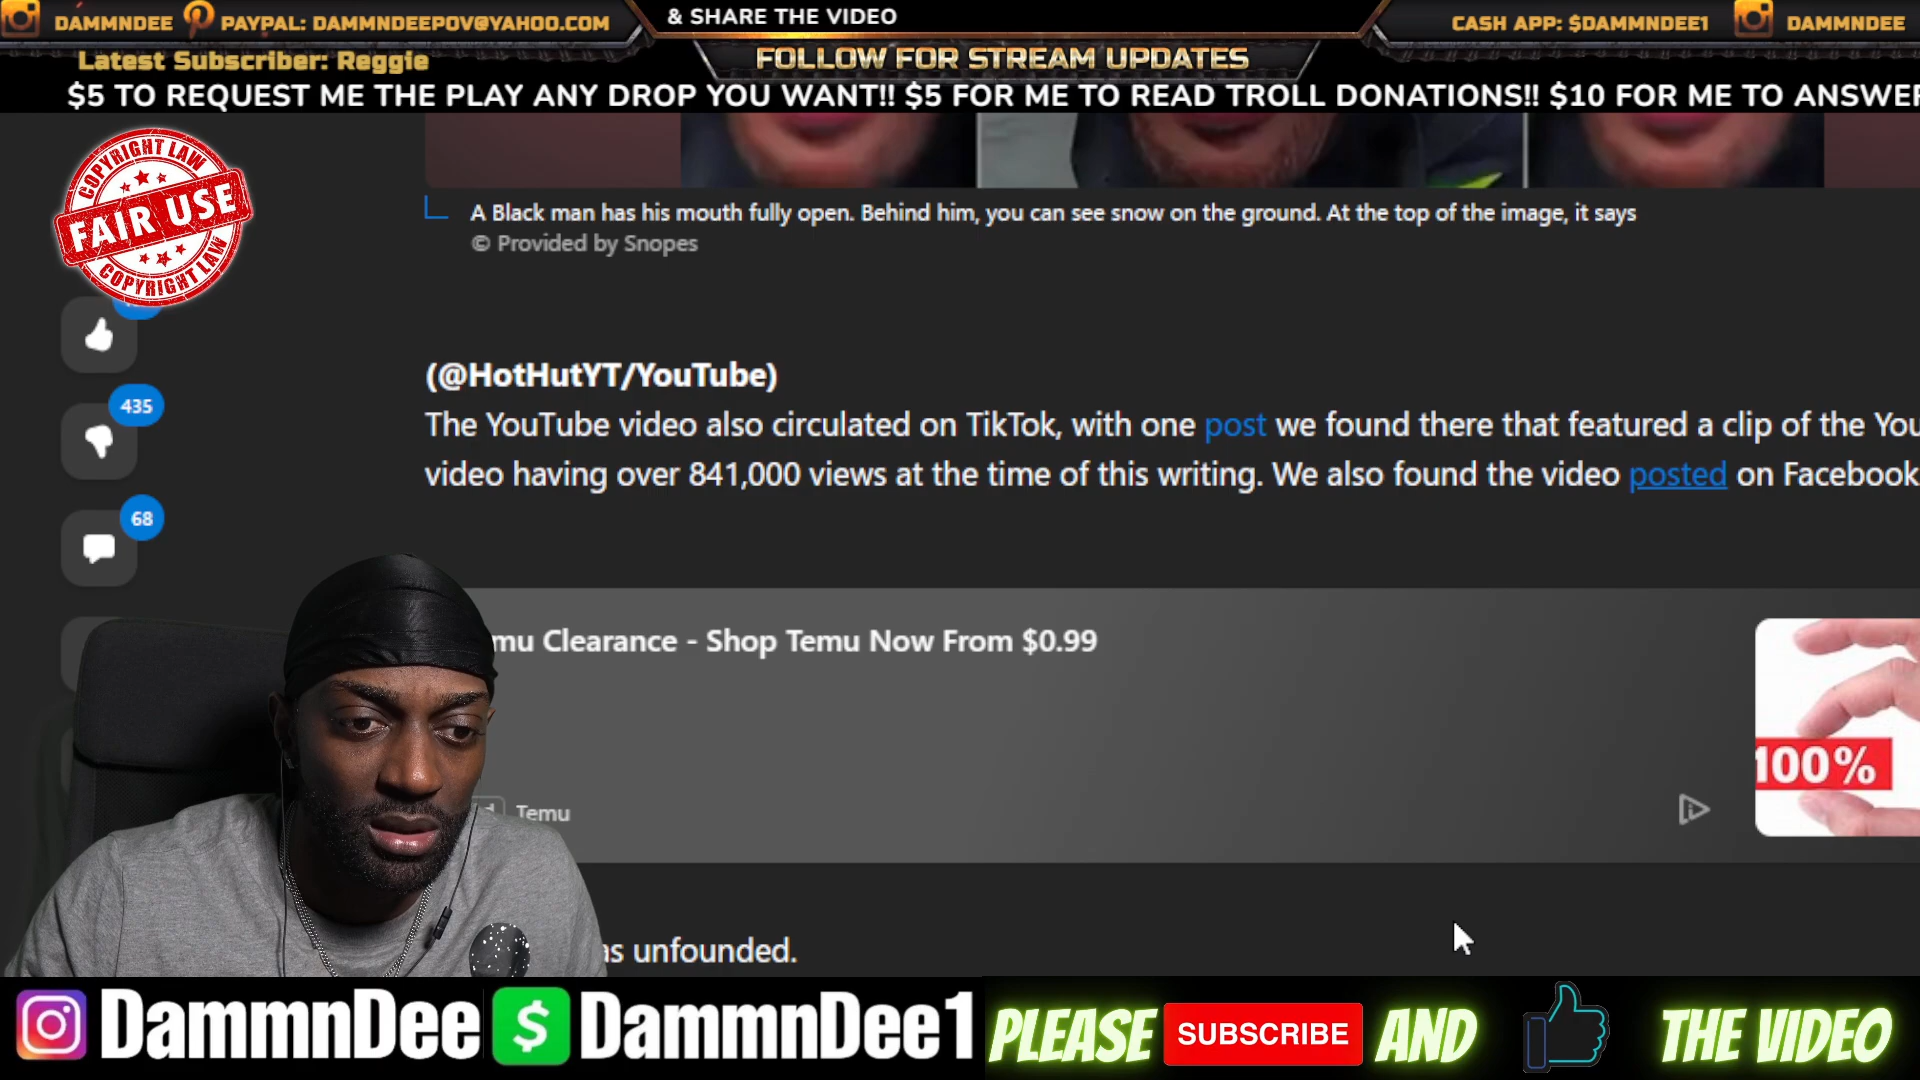 DAMMNDEE PAYPAL: DAMMNDEEPOV@YAHOO.COM
& SHARE THE VIDEO
CASH APP: $DAMMNDEE1 DAMMNDEE
Latest Subscriber: Reggie
FOLLOW FOR STREAM UPDATES
$5 TO REQUEST ME THE PLAY ANY DROP YOU WANT!! $5 FOR ME TO READ TROLL DONATIONS!! $10 FOR ME TO ANSWER
COPYRIGHT LAW
FAIR USE
COPYRIGHT LAW
A Black man has his mouth fully open. Behind him, you can see snow on the ground. At the top of the image, it says
© Provided by Snopes
(@HotHutYT/YouTube)
435
The YouTube video also circulated on TikTok, with one post we found there that featured a clip of the You
video having over 841,000 views at the time of this writing. We also found the video posted on Facebook
68
mu Clearance - Shop Temu Now From $0.99
100%
Temu
as unfounded.
DammnDee $ DammnDee1 PLEASE SUBSCRIBE AND THE VIDEO